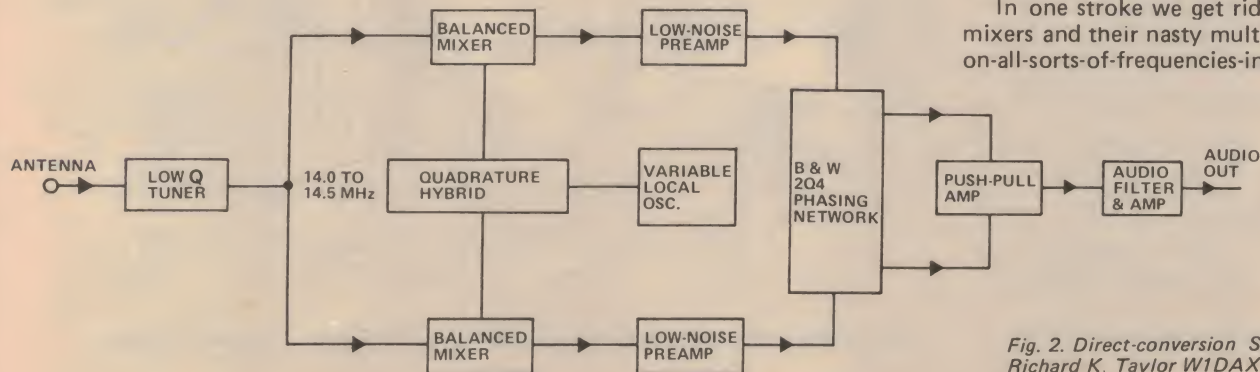 In one stroke we get rid
mixers and their nasty mult
on-all-sorts-of-frequencies-in
BALANCED
MIXER
LOW-NOISE
PREAMP
ANTENNA
LOW Q
TUNER
14.0 TO
14.5 MHz
QUADRATURE
HYBRID
VARIABLE
LOCAL
OSC.
B & W
2Q4
PHASING
NETWORK
PUSH-PULL
AMP
AUDIO
FILTER
& AMP
AUDIO
OUT
BALANCED
MIXER
LOW-NOISE
PREAMP
Fig. 2. Direct-conversion S
Richard K. Taylor W1DAX